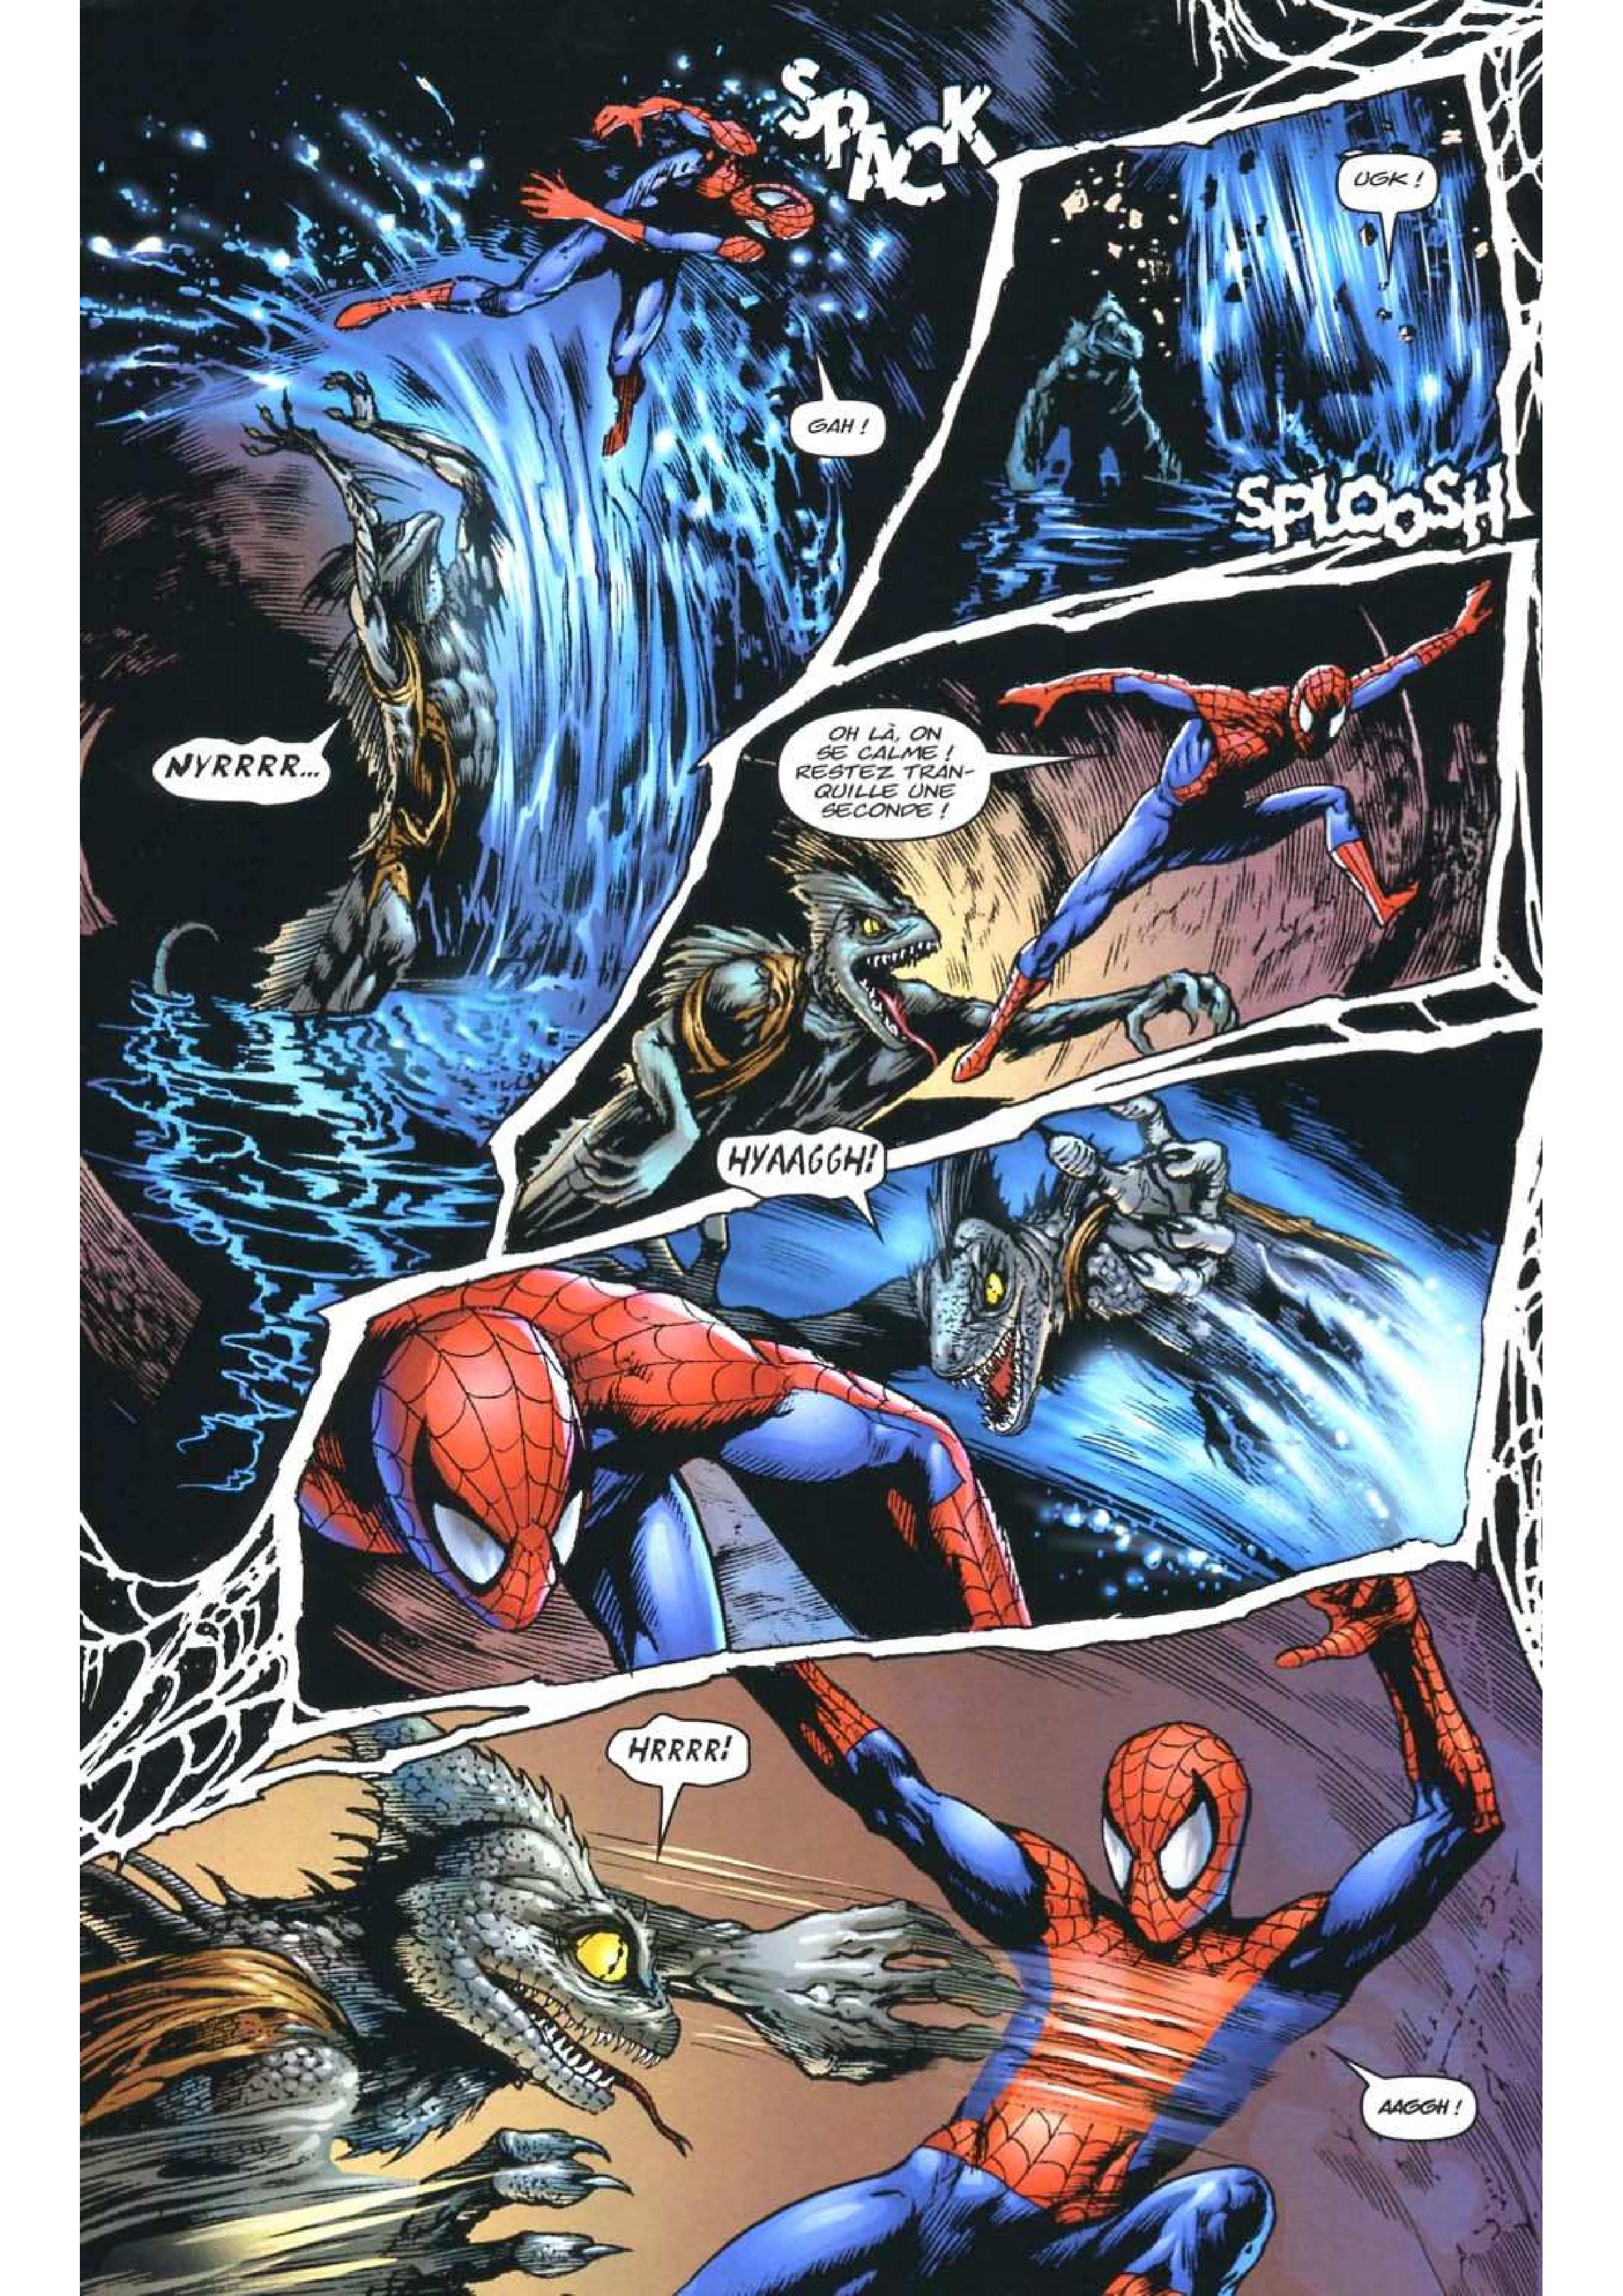 SPACK
GAH !
NYRRRR...
UGK !
SPLOOSH
OH LÀ, ON
SE CALME !
RESTEZ TRAN-
QUILLE UNE
SECONDE !
HYAAGGH!
HRRRR!
AAGGH !